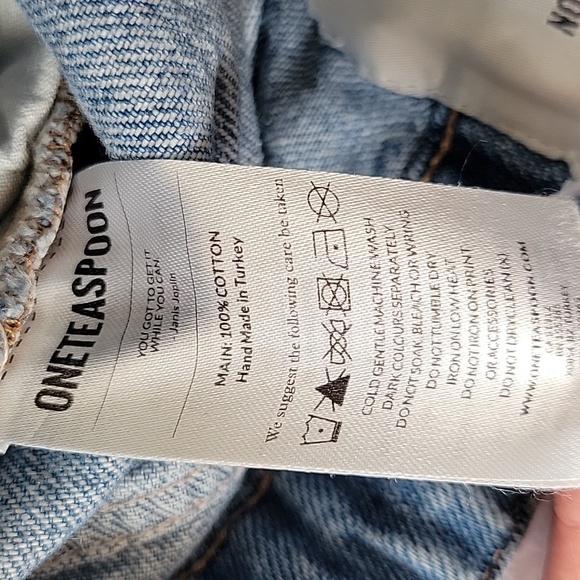 ONETEASPOON
YOU GOT TO GET IT
WHILE YOU CAN
-Janis Joplin
MAIN: 100% COTTON
Hand Made In Turkey
We suggest the following care be taken
COLD GENTLE MACHINE WASH
DARK COLOURS SEPARATELY
DO NOT SOAK, BLEACH OR WRING
DO NOT TUMBLE DRY
IRON ON LOW HEAT
DO NOT IRON ON PRINT
OR ACCESSORIES
DO NOT DRYCLEAN (X)
WWW.ONETEASPOON.COM